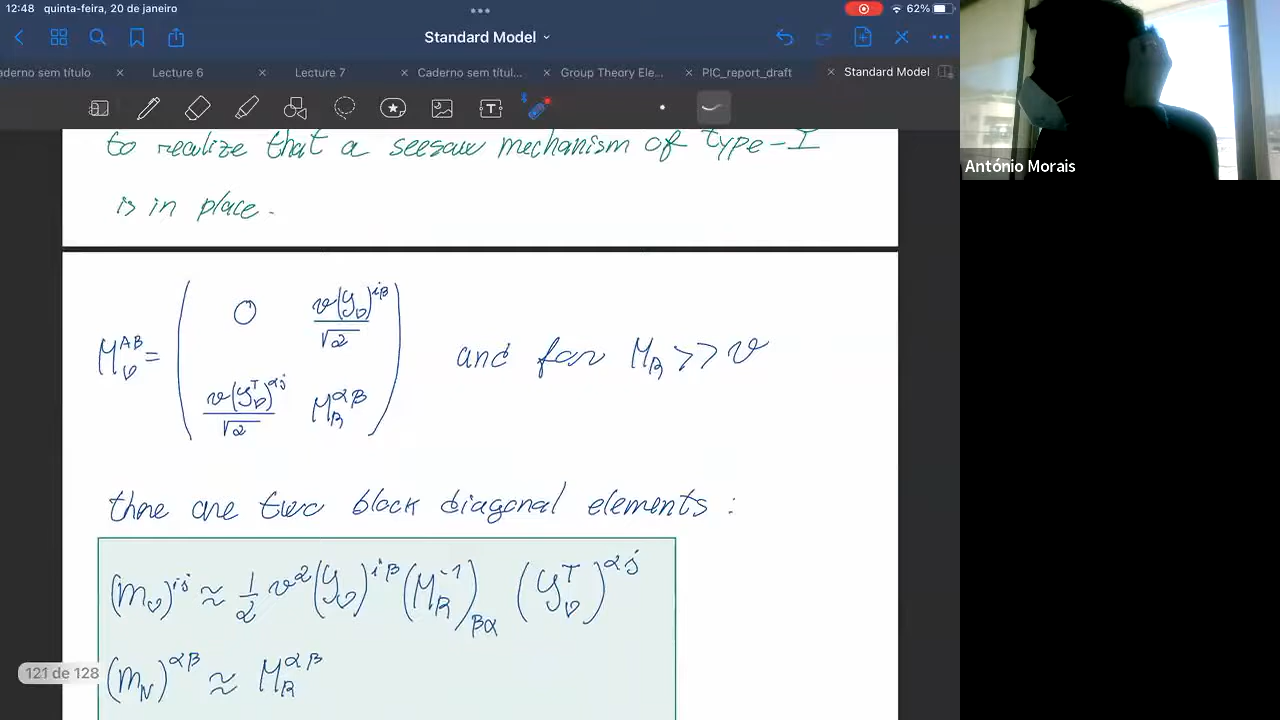 12:48 quinta-feira, 20 de janeiro
62%
Standard Model
aderno sem título
Lecture 6
Lecture 7
Caderno sem títul...
Group Theory Ele...
PIC_report_draft
Standard Model
to realize that a seesaw mechanism of type-I
is in place.
António Morais
M_ν^{AB} = ( 0 v(y_ν)^{iβ}/√2 ; v(y_ν^T)^{αj}/√2 M_R^{αβ} ) and for M_R >> v
there are two block diagonal elements :
(m_ν)^{ij} ≈ 1/2 v^2 (y_ν)^{iβ} (M_R^{-1})_{βα} (y_ν^T)^{αj}
121 de 128
(m_N)^{αβ} ≈ M_R^{αβ}